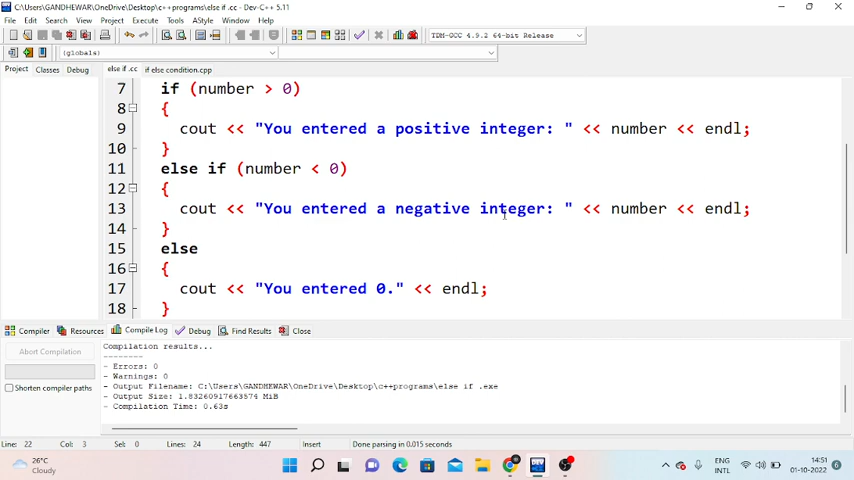 C:\Users\GANDHEWAR\OneDrive\Desktop\c++programs\else if .cc - Dev-C++ 5.11
File Edit Search View Project Execute Tools AStyle Window Help
TDM-GCC 4.9.2 64-bit Release
(globals)
Project Classes Debug else if .cc if else condition.cpp
7 if (number > 0)
8 {
9 cout << "You entered a positive integer: " << number << endl;
10 }
11 else if (number < 0)
12 {
13 cout << "You entered a negative integer: " << number << endl;
14 }
15 else
16 {
17 cout << "You entered 0." << endl;
18 }
Compiler Resources Compile Log Debug Find Results Close
Abort Compilation
Shorten compiler paths
Compilation results...
--------
- Errors: 0
- Warnings: 0
- Output Filename: C:\Users\GANDHEWAR\OneDrive\Desktop\c++programs\else if .exe
- Output Size: 1.83260917663574 MiB
- Compilation Time: 0.63s
Line: 22 Col: 3 Sel: 0 Lines: 24 Length: 447 Insert Done parsing in 0.015 seconds
26°C
Cloudy
DEV
ENG
INTL
14:51
01-10-2022
6